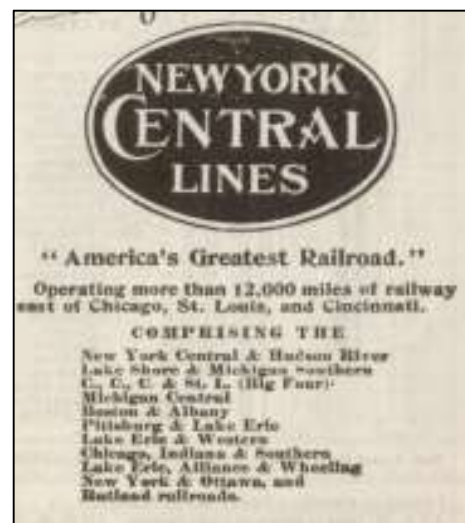 NEW YORK
CENTRAL
LINES
"America's Greatest Railroad."
Operating more than 12,000 miles of railway
east of Chicago, St. Louis, and Cincinnati.
COMPRISING THE
New York Central & Hudson River
Lake Shore & Michigan Southern
C., C., C. & St. L. (Big Four)
Michigan Central
Boston & Albany
Pittsburg & Lake Erie
Lake Erie & Western
Chicago, Indiana & Southern
Lake Erie, Alliance & Wheeling
New York & Ottawa, and
Rutland railroads.